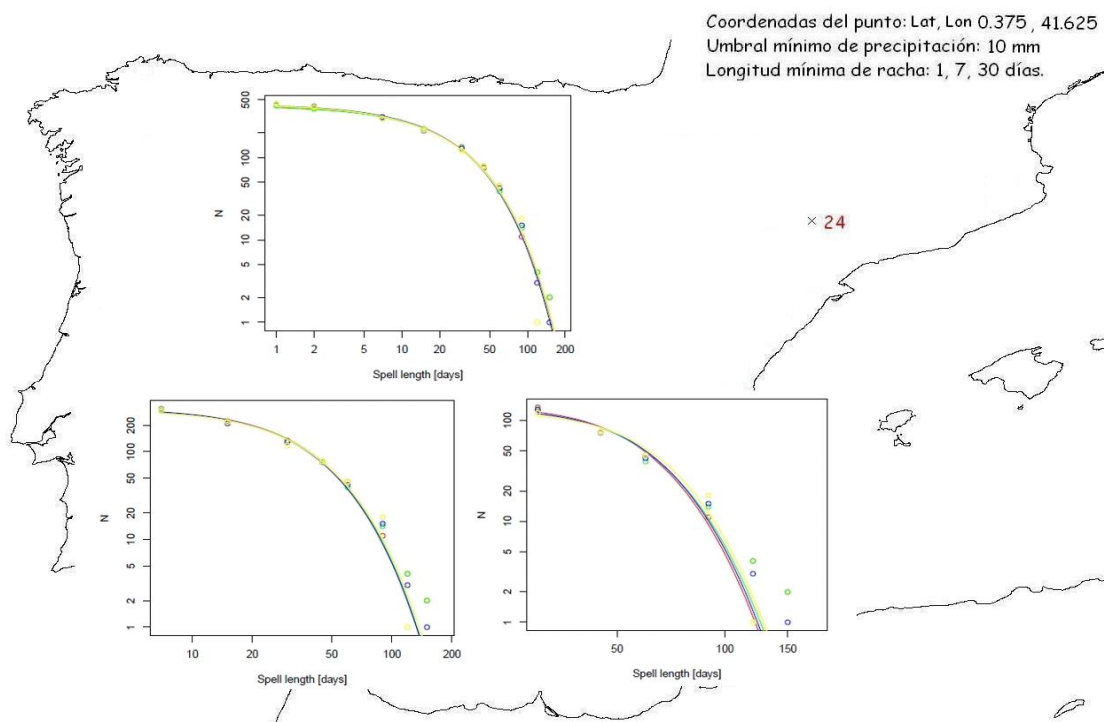 Coordenadas del punto: Lat, Lon 0.375, 41.625
Umbral mínimo de precipitación: 10 mm
Longitud mínima de racha: 1, 7, 30 días.
500
100
50
20
10
5
2
1
N
1 2 5 10 20 50 100 200
Spell length [days]
24
200
100
50
20
10
5
2
1
N
10 20 50 100 200
Spell length [days]
100
50
20
10
5
2
1
N
50 100 150
Spell length [days]